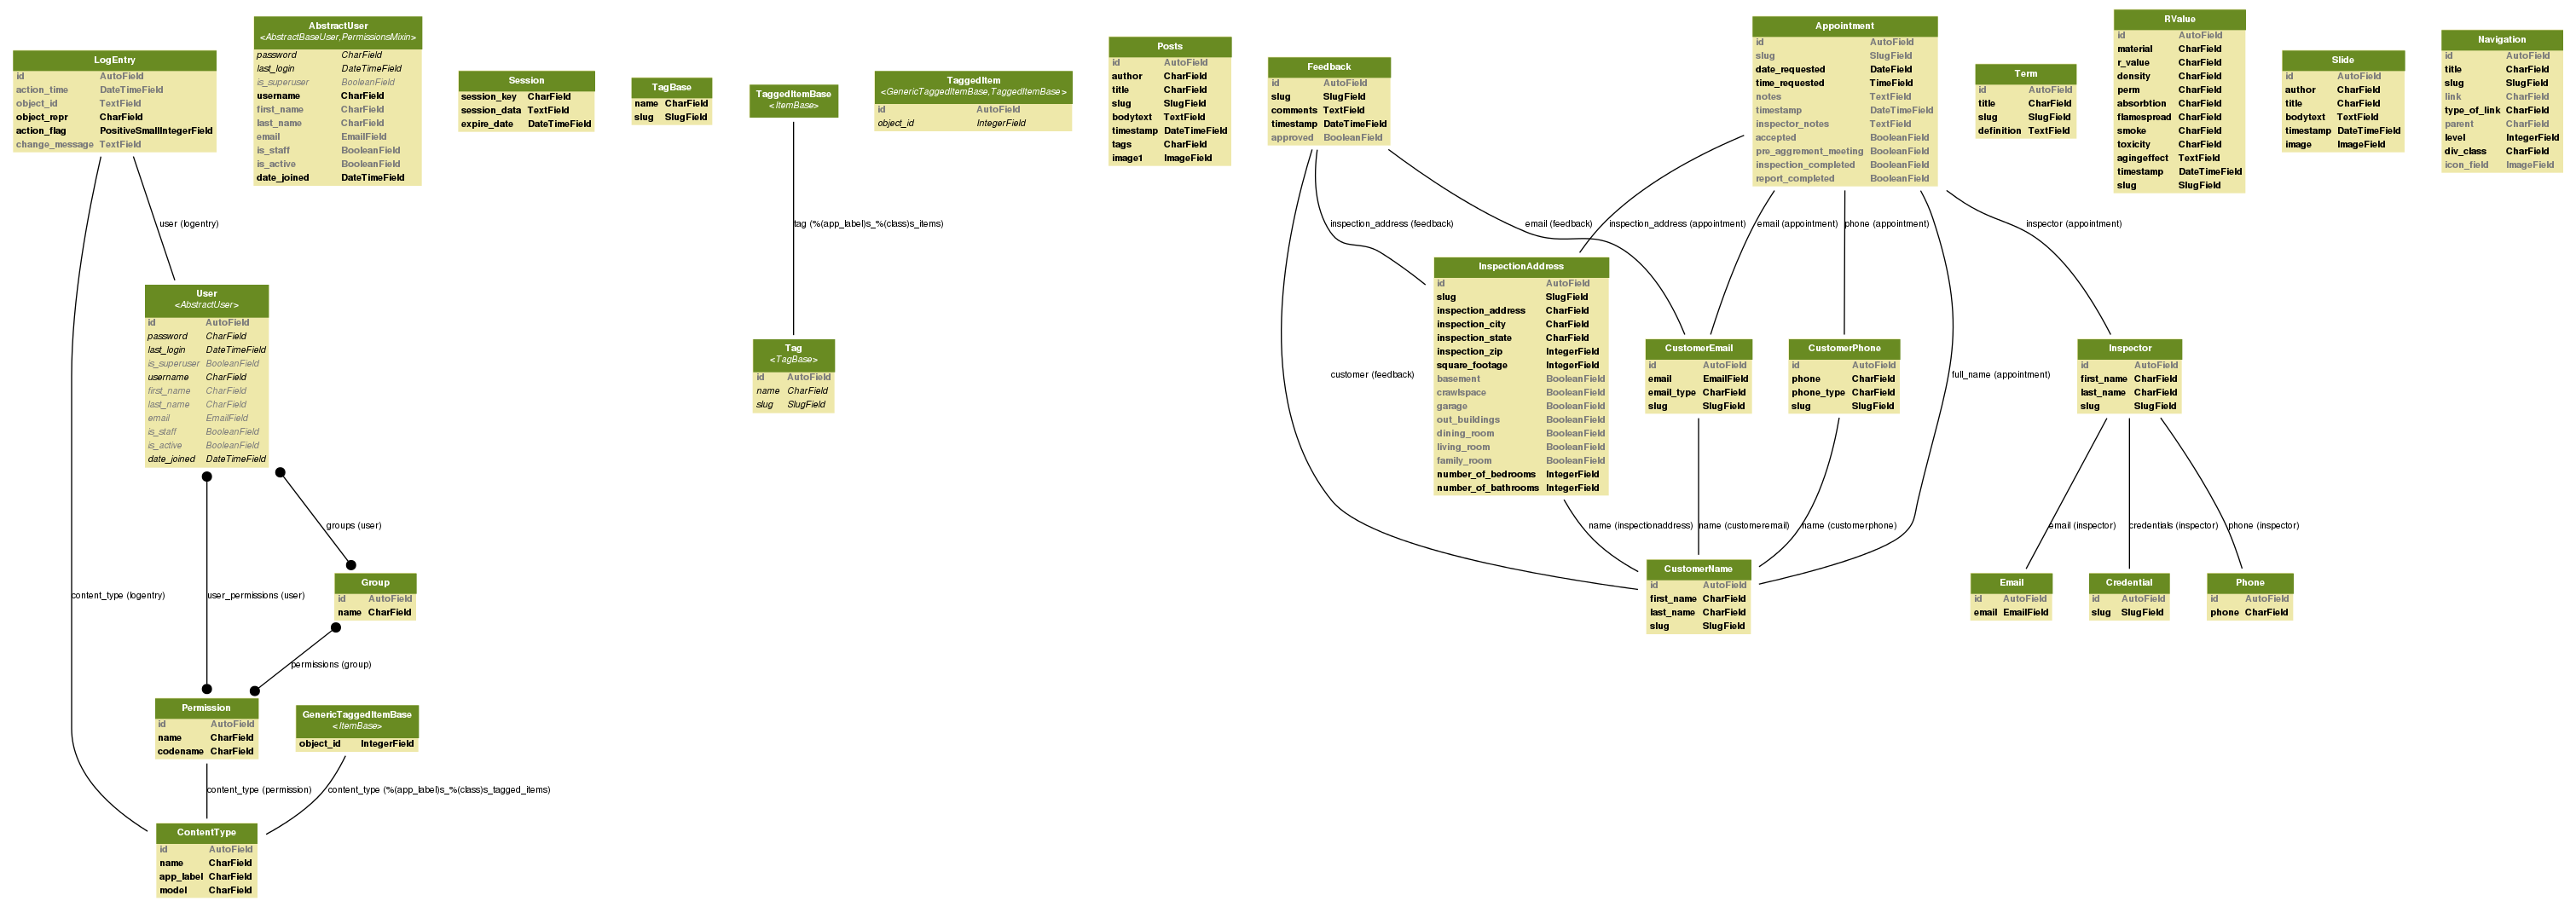 LogEntry
id AutoField
action_time DateTimeField
object_id TextField
object_repr CharField
action_flag PositiveSmallIntegerField
change_message TextField
AbstractUser
<AbstractBaseUser,PermissionsMixin>
password CharField
last_login DateTimeField
is_superuser BooleanField
username CharField
first_name CharField
last_name CharField
email EmailField
is_staff BooleanField
is_active BooleanField
date_joined DateTimeField
Session
session_key CharField
session_data TextField
expire_date DateTimeField
TagBase
name CharField
slug SlugField
TaggedItemBase
<ItemBase>
TaggedItem
<GenericTaggedItemBase,TaggedItemBase>
id AutoField
object_id IntegerField
Posts
id AutoField
author CharField
title CharField
slug SlugField
bodytext TextField
timestamp DateTimeField
tags CharField
image1 ImageField
Feedback
id AutoField
slug SlugField
comments TextField
timestamp DateTimeField
approved BooleanField
Appointment
id AutoField
slug SlugField
date_requested DateField
time_requested TimeField
notes TextField
timestamp DateTimeField
inspector_notes TextField
accepted BooleanField
pre_aggrement_meeting BooleanField
inspection_completed BooleanField
report_completed BooleanField
Term
id AutoField
title CharField
slug SlugField
definition TextField
RValue
id AutoField
material CharField
r_value CharField
density CharField
perm CharField
absorbtion CharField
flamespread CharField
smoke CharField
toxicity CharField
agingeffect TextField
timestamp DateTimeField
slug SlugField
Slide
id AutoField
author CharField
title CharField
bodytext TextField
timestamp DateTimeField
image ImageField
Navigation
id AutoField
title CharField
slug SlugField
link CharField
type_of_link CharField
parent CharField
level IntegerField
div_class CharField
icon_field ImageField
user (logentry)
tag (%(app_label)s_%(class)s_items)
inspection_address (feedback)
email (feedback)
inspection_address (appointment)
email (appointment)
phone (appointment)
inspector (appointment)
User
<AbstractUser>
id AutoField
password CharField
last_login DateTimeField
is_superuser BooleanField
username CharField
first_name CharField
last_name CharField
email EmailField
is_staff BooleanField
is_active BooleanField
date_joined DateTimeField
Tag
<TagBase>
id AutoField
name CharField
slug SlugField
customer (feedback)
InspectionAddress
id AutoField
slug SlugField
inspection_address CharField
inspection_city CharField
inspection_state CharField
inspection_zip IntegerField
square_footage IntegerField
basement BooleanField
crawlspace BooleanField
garage BooleanField
out_buildings BooleanField
dining_room BooleanField
living_room BooleanField
family_room BooleanField
number_of_bedrooms IntegerField
number_of_bathrooms IntegerField
CustomerEmail
id AutoField
email EmailField
email_type CharField
slug SlugField
CustomerPhone
id AutoField
phone CharField
phone_type CharField
slug SlugField
full_name (appointment)
Inspector
id AutoField
first_name CharField
last_name CharField
slug SlugField
groups (user)
name (inspectionaddress)
name (customeremail)
name (customerphone)
email (inspector)
credentials (inspector)
phone (inspector)
content_type (logentry)
user_permissions (user)
Group
id AutoField
name CharField
CustomerName
id AutoField
first_name CharField
last_name CharField
slug SlugField
Email
id AutoField
email EmailField
Credential
id AutoField
slug SlugField
Phone
id AutoField
phone CharField
permissions (group)
Permission
id AutoField
name CharField
codename CharField
GenericTaggedItemBase
<ItemBase>
object_id IntegerField
content_type (permission)
content_type (%(app_label)s_%(class)s_tagged_items)
ContentType
id AutoField
name CharField
app_label CharField
model CharField